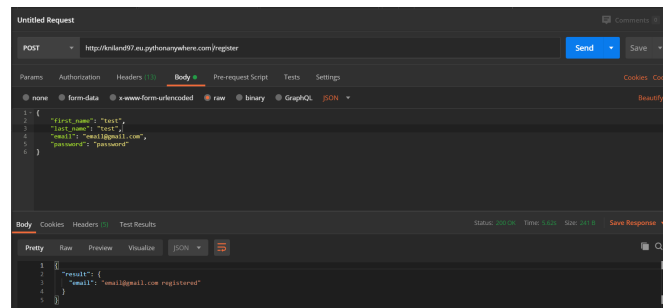 Untitled Request
Comments 0
POST http://kniland97.eu.pythonanywhere.com/register Send Save
Params Authorization Headers (13) Body Pre-request Script Tests Settings Cookies
none form-data x-www-form-urlencoded raw binary GraphQL JSON Beautify
1 {
2 "first_name": "test",
3 "last_name": "test",
4 "email": "email@gmail.com",
5 "password": "password"
6 }
Body Cookies Headers (5) Test Results Status: 200 OK Time: 5.62s Size: 241 B Save Response
Pretty Raw Preview Visualize JSON
1 {
2 "result": {
3 "email": "email@gmail.com registered"
4 }
5 }